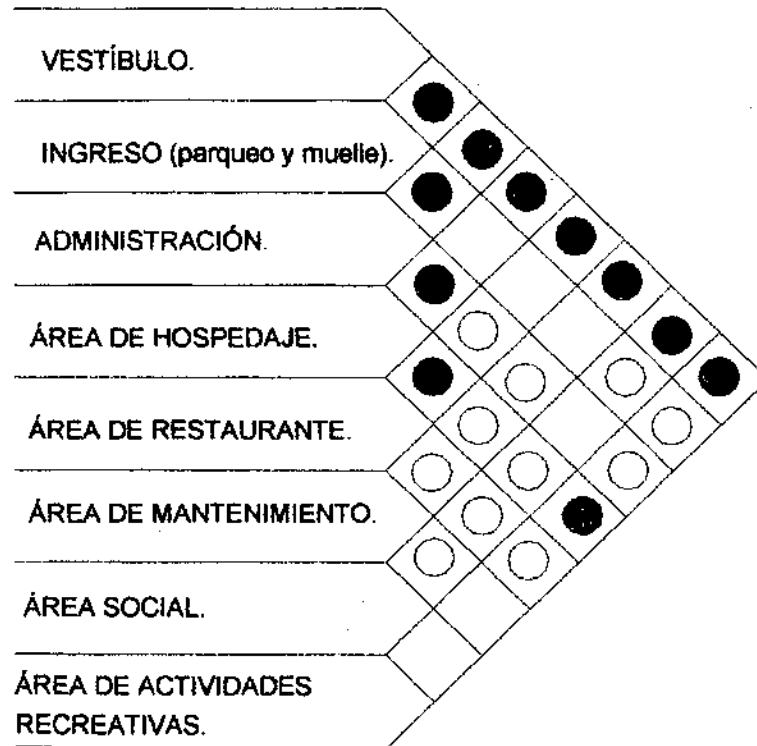 VESTÍBULO.
INGRESO (parqueo y muelle).
ADMINISTRACIÓN.
ÁREA DE HOSPEDAJE.
ÁREA DE RESTAURANTE.
ÁREA DE MANTENIMIENTO.
ÁREA SOCIAL.
ÁREA DE ACTIVIDADES
RECREATIVAS.